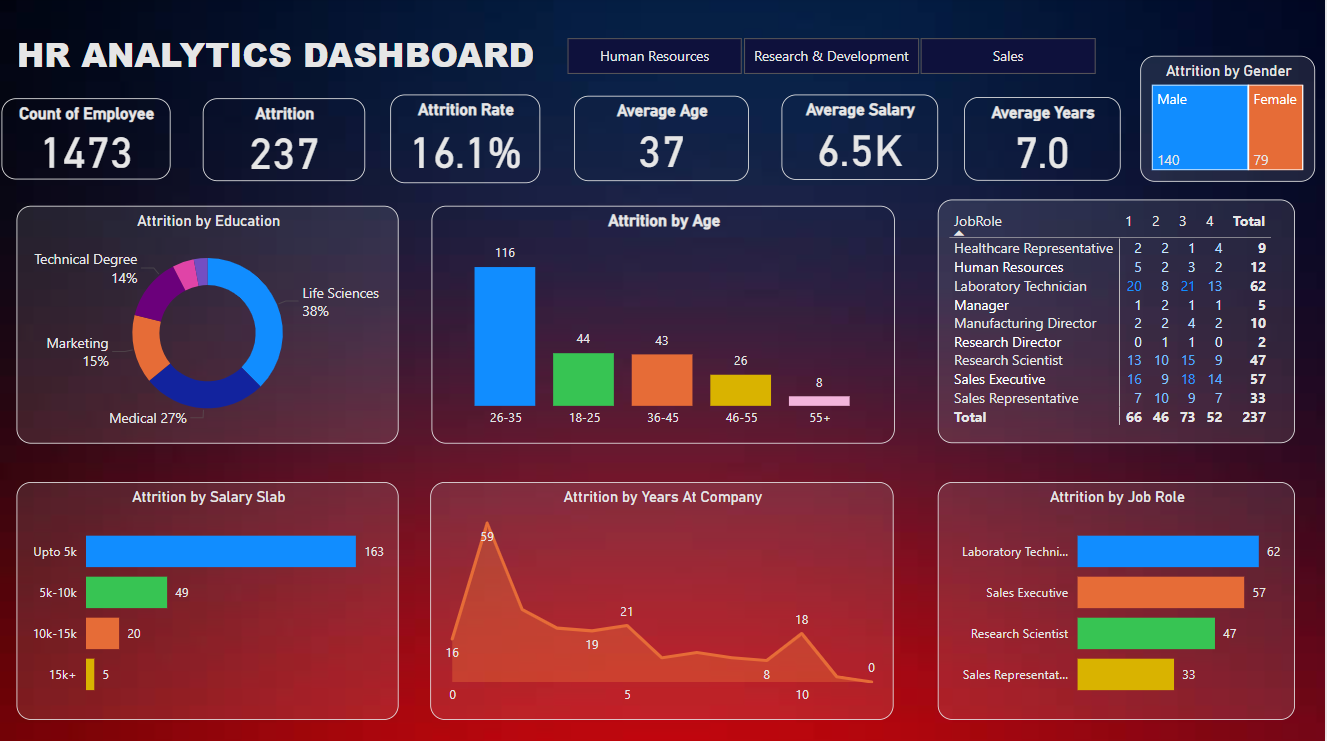 HR ANALYTICS DASHBOARD
Human Resources
Research & Development
Sales
Attrition by Gender
Male
Female
140
79
Count of Employee
1473
Attrition
237
Attrition Rate
16.1%
Average Age
37
Average Salary
6.5K
Average Years
7.0
Attrition by Education
Technical Degree
14%
Life Sciences
38%
Marketing
15%
Medical 27%
Attrition by Age
116
44
43
26
8
26-35
18-25
36-45
46-55
55+
JobRole 1 2 3 4 Total
Healthcare Representative 2 2 1 4 9
Human Resources 5 2 3 2 12
Laboratory Technician 20 8 21 13 62
Manager 1 2 1 1 5
Manufacturing Director 2 2 4 2 10
Research Director 0 1 1 0 2
Research Scientist 13 10 15 9 47
Sales Executive 16 9 18 14 57
Sales Representative 7 10 9 7 33
Total 66 46 73 52 237
Attrition by Salary Slab
Upto 5k 163
5k-10k 49
10k-15k 20
15k+ 5
Attrition by Years At Company
59
16
19
21
8
18
0
0 5 10
Attrition by Job Role
Laboratory Techni... 62
Sales Executive 57
Research Scientist 47
Sales Representat... 33